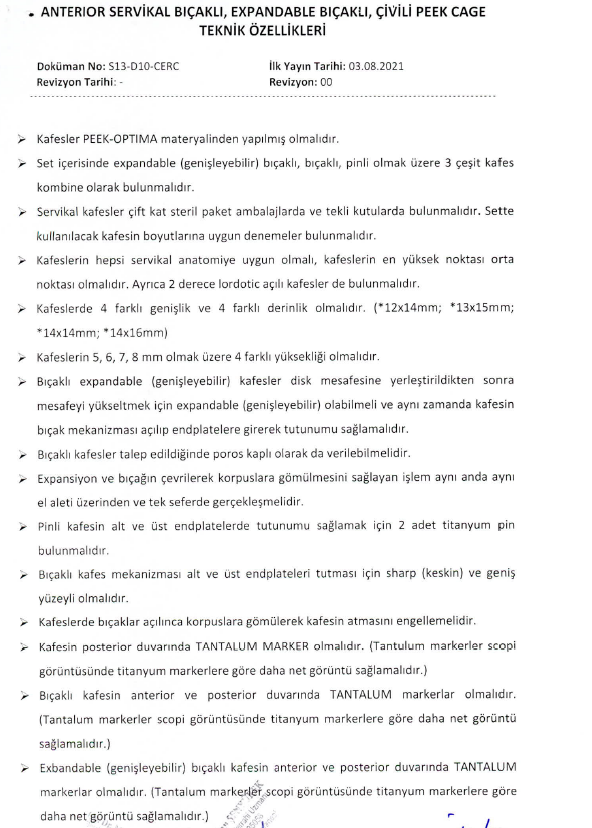 • ANTERIOR SERVİKAL BIÇAKLI, EXPANDABLE BIÇAKLI, ÇİVİLİ PEEK CAGE
TEKNİK ÖZELLİKLERİ
Doküman No: S13-D10-CERC İlk Yayın Tarihi: 03.08.2021
Revizyon Tarihi: - Revizyon: 00
➢ Kafesler PEEK-OPTIMA materyalinden yapılmış olmalıdır.
➢ Set içerisinde expandable (genişleyebilir) bıçaklı, bıçaklı, pinli olmak üzere 3 çeşit kafes
kombine olarak bulunmalıdır.
➢ Servikal kafesler çift kat steril paket ambalajlarda ve tekli kutularda bulunmalıdır. Sette
kullanılacak kafesin boyutlarına uygun denemeler bulunmalıdır.
➢ Kafeslerin hepsi servikal anatomiye uygun olmalı, kafeslerin en yüksek noktası orta
noktası olmalıdır. Ayrıca 2 derece lordotic açılı kafesler de bulunmalıdır.
➢ Kafeslerde 4 farklı genişlik ve 4 farklı derinlik olmalıdır. (*12x14mm; *13x15mm;
*14x14mm; *14x16mm)
➢ Kafeslerin 5, 6, 7, 8 mm olmak üzere 4 farklı yüksekliği olmalıdır.
➢ Bıçaklı expandable (genişleyebilir) kafesler disk mesafesine yerleştirildikten sonra
mesafeyi yükseltmek için expandable (genişleyebilir) olabilmeli ve aynı zamanda kafesin
bıçak mekanizması açılıp endplatelere girerek tutunumu sağlamalıdır.
➢ Bıçaklı kafesler talep edildiğinde poros kaplı olarak da verilebilmelidir.
➢ Expansiyon ve bıçağın çevrilerek korpuslara gömülmesini sağlayan işlem aynı anda aynı
el aleti üzerinden ve tek seferde gerçekleşmelidir.
➢ Pinli kafesin alt ve üst endplatelerde tutunumu sağlamak için 2 adet titanyum pin
bulunmalıdır.
➢ Bıçaklı kafes mekanizması alt ve üst endplateleri tutması için sharp (keskin) ve geniş
yüzeyli olmalıdır.
➢ Kafeslerde bıçaklar açılınca korpuslara gömülerek kafesin atmasını engellemelidir.
➢ Kafesin posterior duvarında TANTALUM MARKER olmalıdır. (Tantulum markerler scopi
görüntüsünde titanyum markerlere göre daha net görüntü sağlamalıdır.)
➢ Bıçaklı kafesin anterior ve posterior duvarında TANTALUM markerlar olmalıdır.
(Tantalum markerler scopi görüntüsünde titanyum markerlere göre daha net görüntü
sağlamalıdır.)
➢ Exbandable (genişleyebilir) bıçaklı kafesin anterior ve posterior duvarında TANTALUM
markerlar olmalıdır. (Tantalum markerler scopi görüntüsünde titanyum markerlere göre
daha net görüntü sağlamalıdır.)